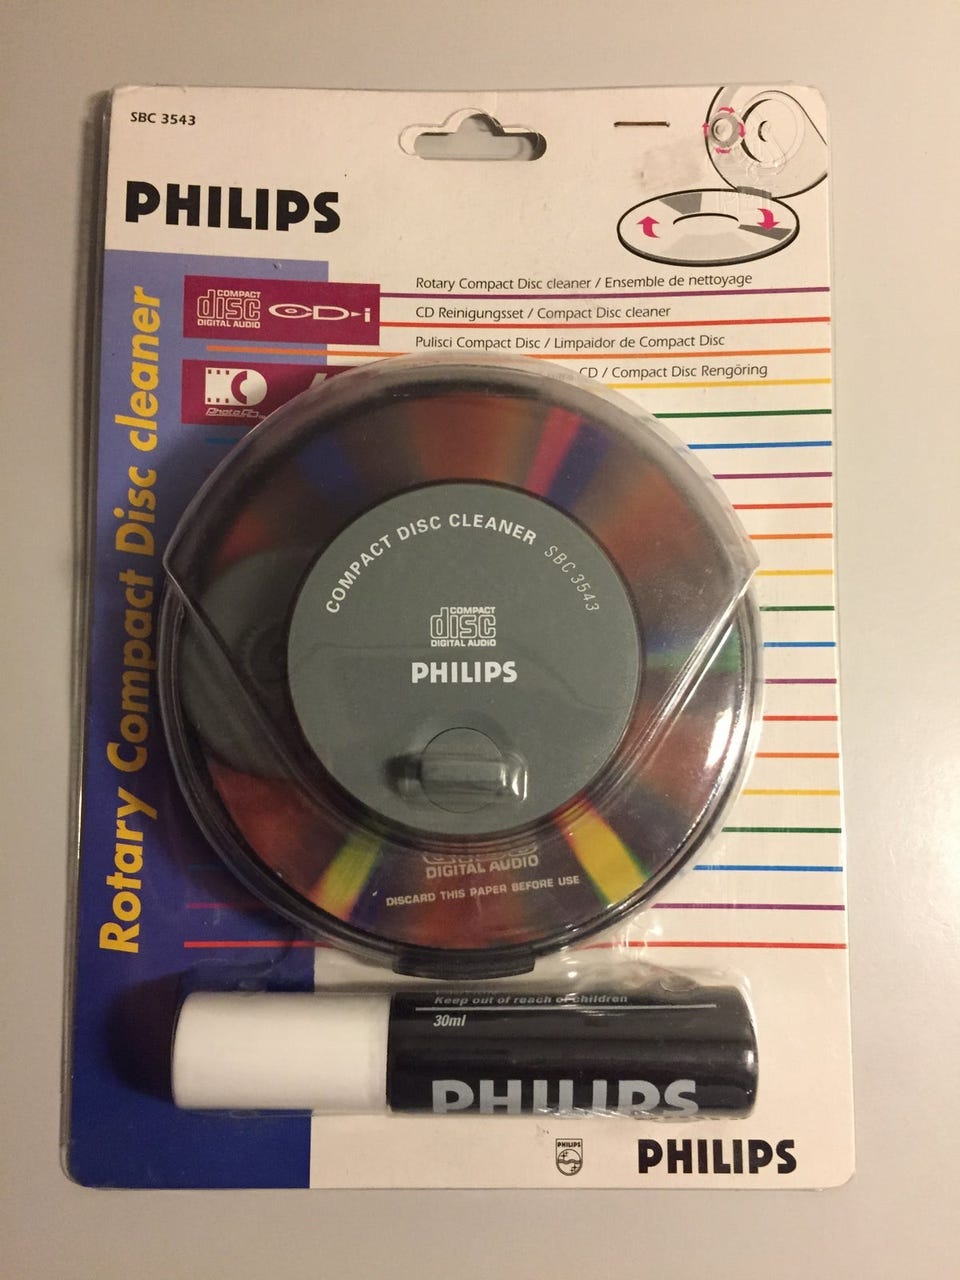 SBC 3543
PHILIPS
Rotary Compact Disc cleaner
COMPACT
disc
DIGITAL AUDIO
CD-i
Photo CD
Rotary Compact Disc cleaner / Ensemble de nettoyage
CD Reinigungsset / Compact Disc cleaner
Pulisci Compact Disc / Limpaidor de Compact Disc
CD / Compact Disc Rengöring
COMPACT DISC CLEANER SBC 3543
COMPACT
disc
DIGITAL AUDIO
PHILIPS
DIGITAL AUDIO
DISCARD THIS PAPER BEFORE USE
Keep out of reach of children
30ml
PHILIPS
PHILIPS
PHILIPS